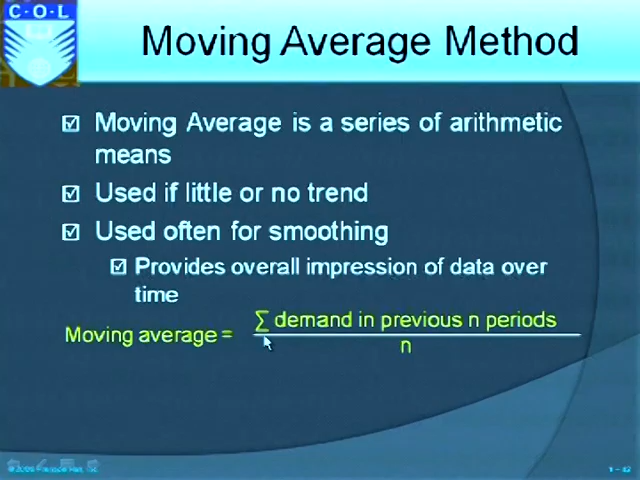 C·O·L
Moving Average Method
Moving Average is a series of arithmetic
means
Used if little or no trend
Used often for smoothing
Provides overall impression of data over
time
Moving average =
∑ demand in previous n periods
n